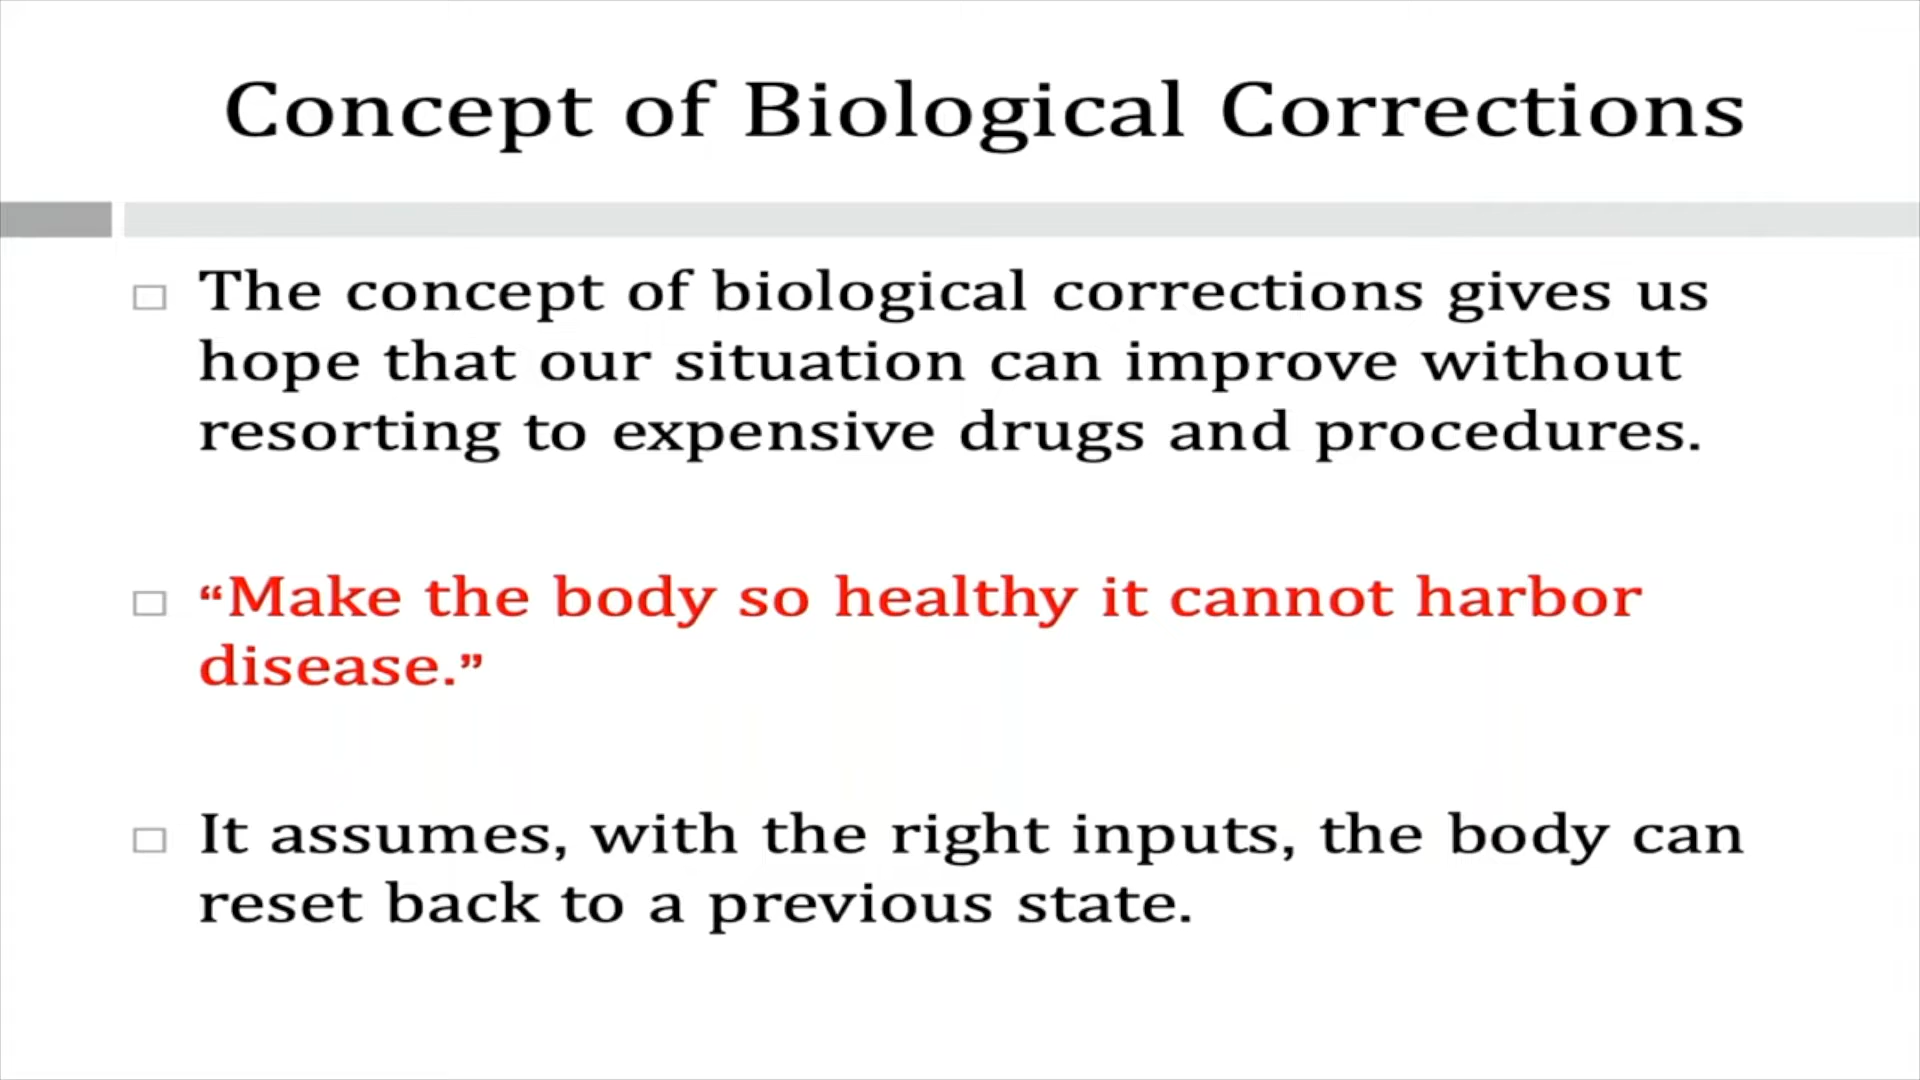 Concept of Biological Corrections
The concept of biological corrections gives us
hope that our situation can improve without
resorting to expensive drugs and procedures.
“Make the body so healthy it cannot harbor
disease.”
It assumes, with the right inputs, the body can
reset back to a previous state.